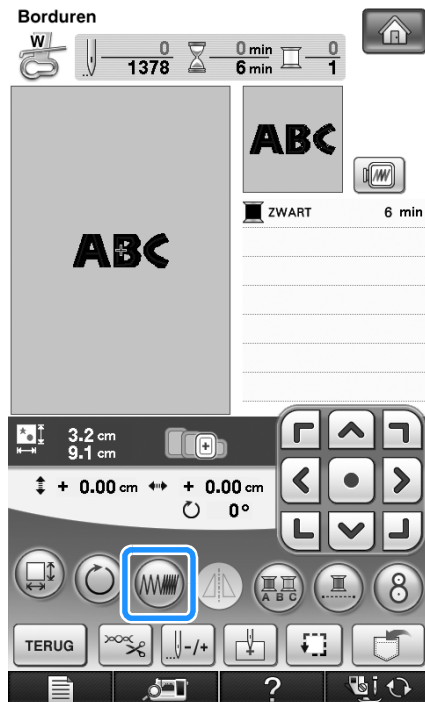 Borduren
W
0
1378
0 min
6 min
0
1
ABC
ABC
ZWART 6 min
3.2 cm
9.1 cm
+ 0.00 cm + 0.00 cm
0°
A B C
8
TERUG
-/+
?